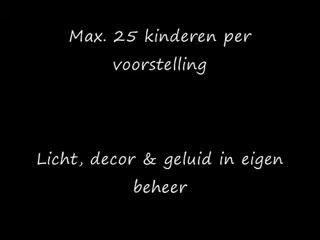 Max. 25 kinderen per
voorstelling
Licht, decor & geluid in eigen
beheer